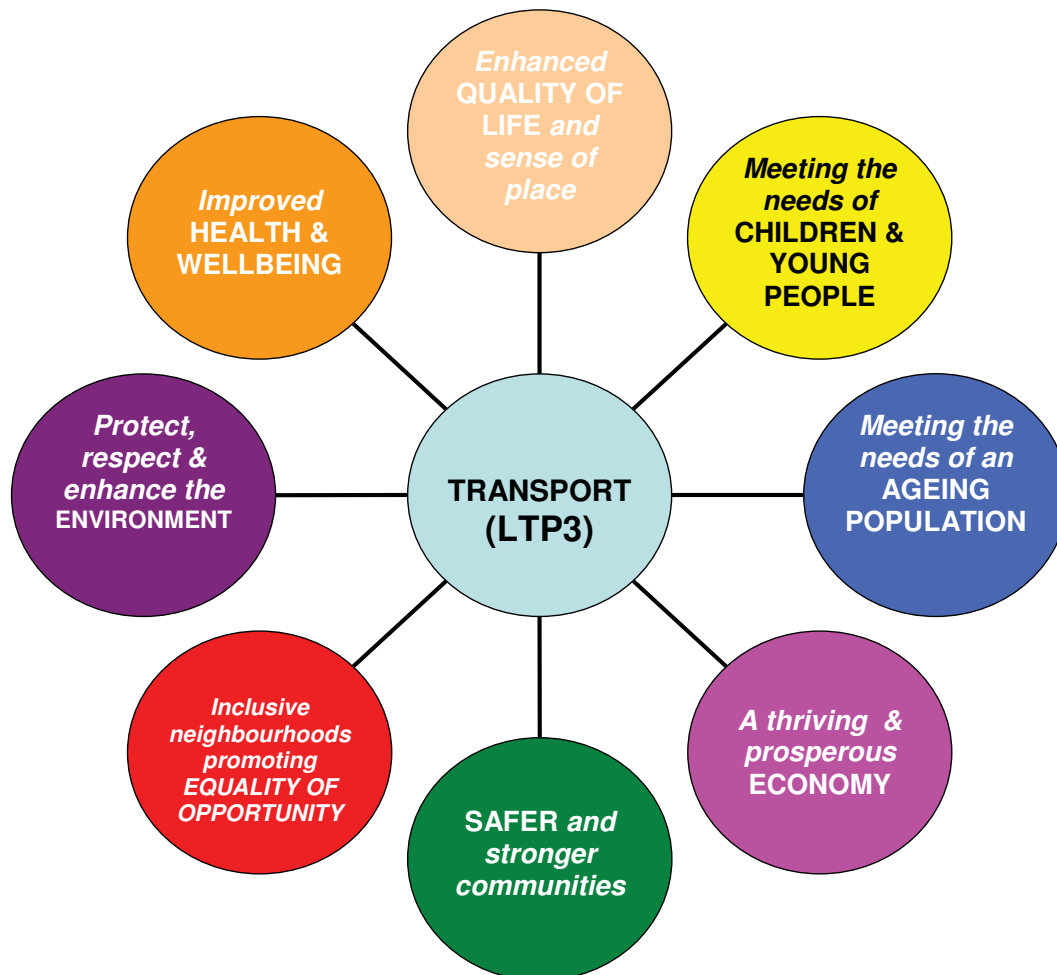 Enhanced
QUALITY OF
LIFE and
sense of
place
Meeting the
needs of
CHILDREN &
YOUNG
PEOPLE
Improved
HEALTH &
WELLBEING
Protect,
respect &
enhance the
ENVIRONMENT
TRANSPORT
(LTP3)
Meeting the
needs of an
AGEING
POPULATION
Inclusive
neighbourhoods
promoting
EQUALITY OF
OPPORTUNITY
SAFER and
stronger
communities
A thriving &
prosperous
ECONOMY